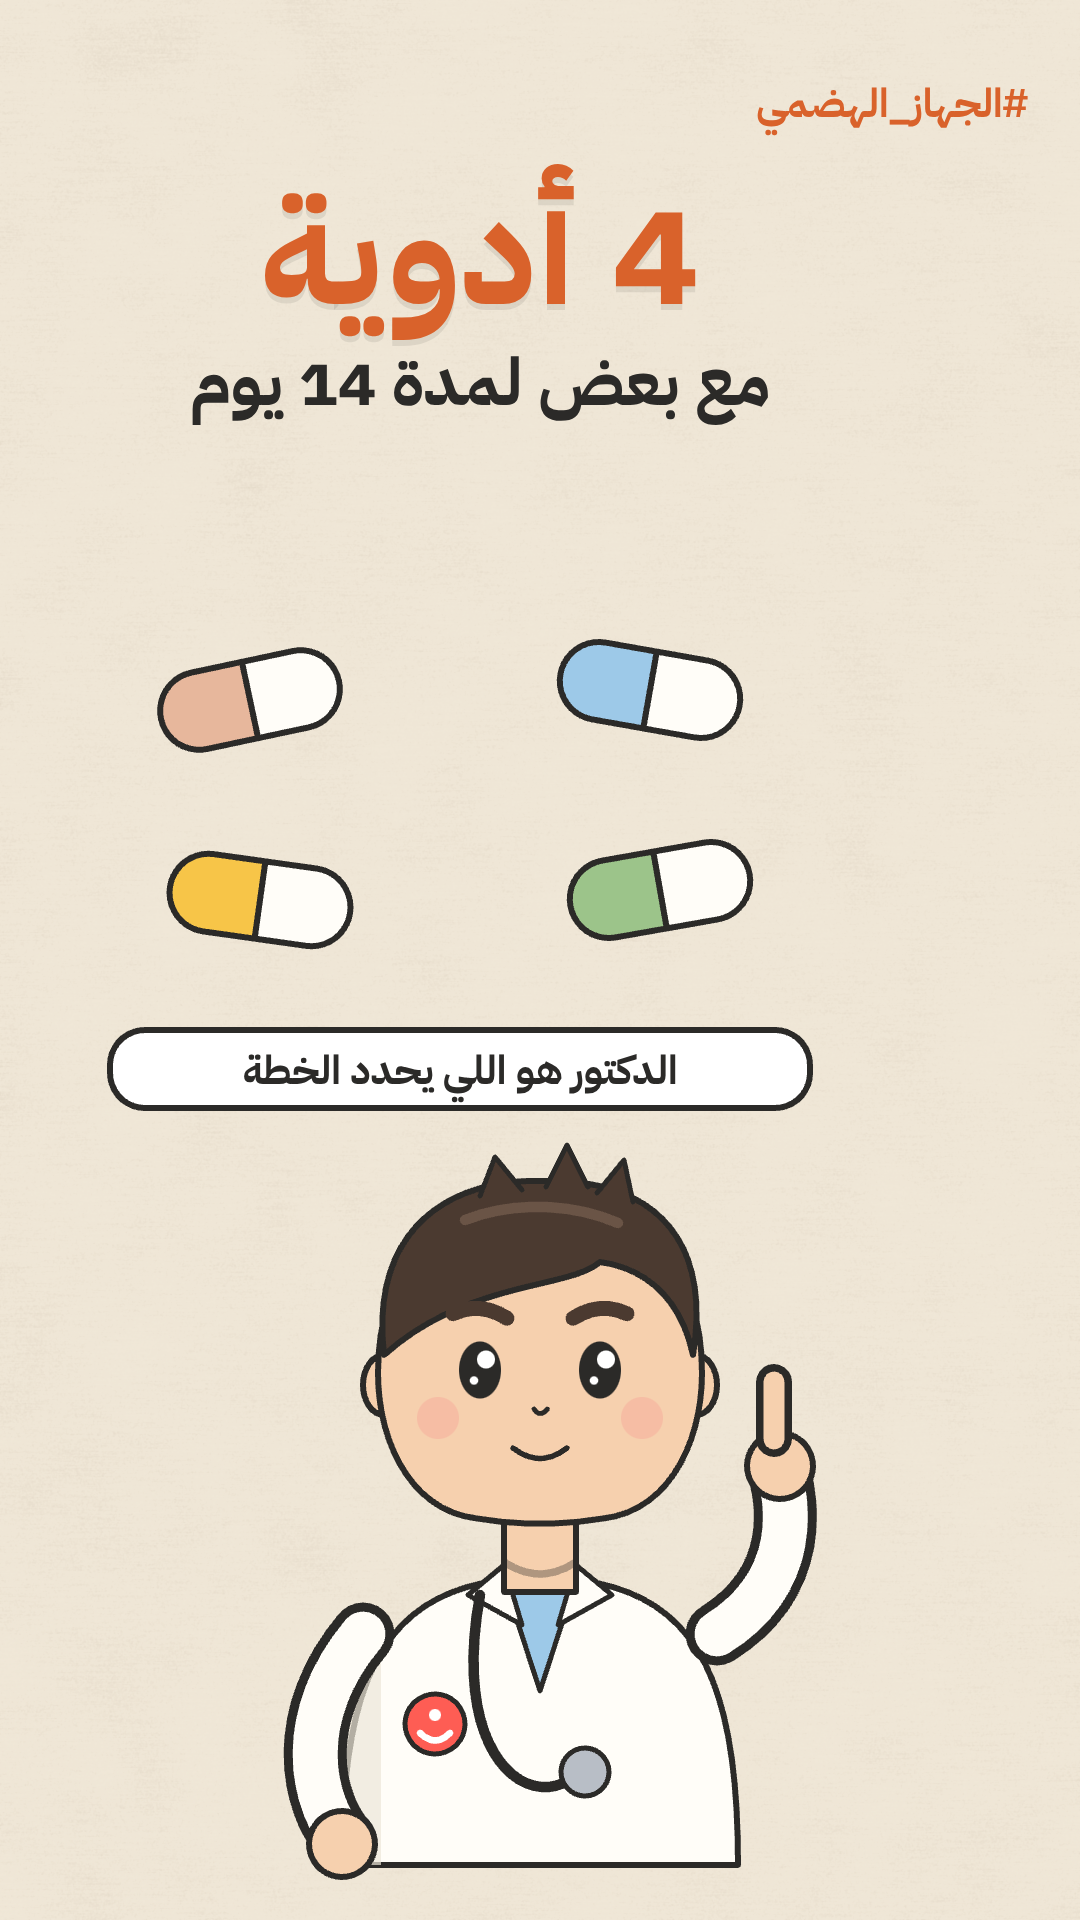 #الجهاز_الهضمي
4 أدوية
مع بعض لمدة 14 يوم
الدكتور هو اللي يحدد الخطة